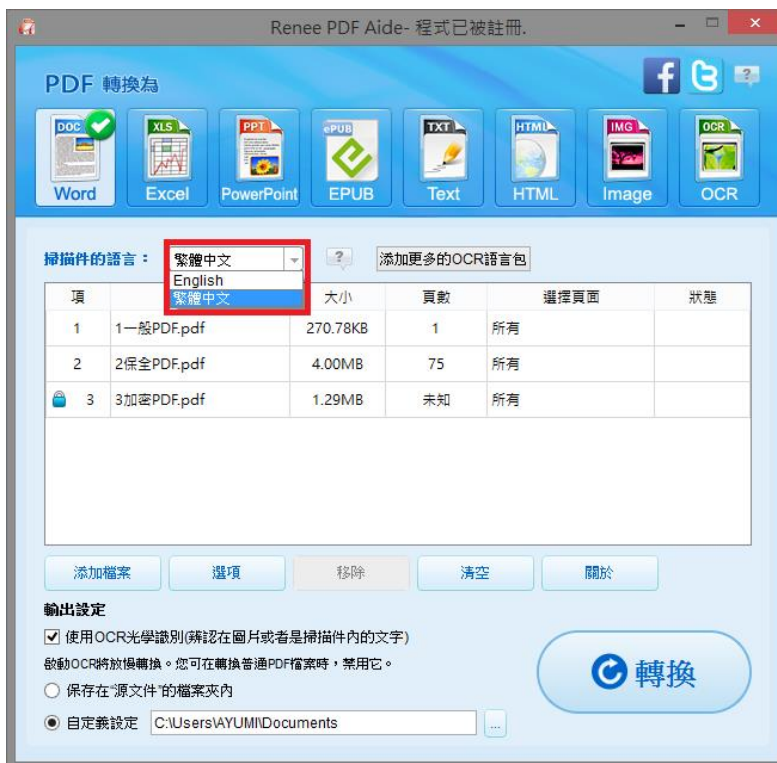 Renee PDF Aide- 程式已被註冊.
PDF 轉換為
DOC XLS PPT ePUB TXT HTML IMG OCR
Word Excel PowerPoint EPUB Text HTML Image OCR
掃描件的語言： 繁體中文 ? 添加更多的OCR語言包
English
繁體中文
項 大小 頁數 選擇頁面 狀態
1 1一般PDF.pdf 270.78KB 1 所有
2 2保全PDF.pdf 4.00MB 75 所有
3 3加密PDF.pdf 1.29MB 未知 所有
添加檔案 選項 移除 清空 關於
輸出設定
使用OCR光學識別(辨認在圖片或者是掃描件內的文字)
啟動OCR將放慢轉換。您可在轉換普通PDF檔案時，禁用它。
轉換
保存在"源文件"的檔案夾內
自定義設定 C:\Users\AYUMI\Documents ...